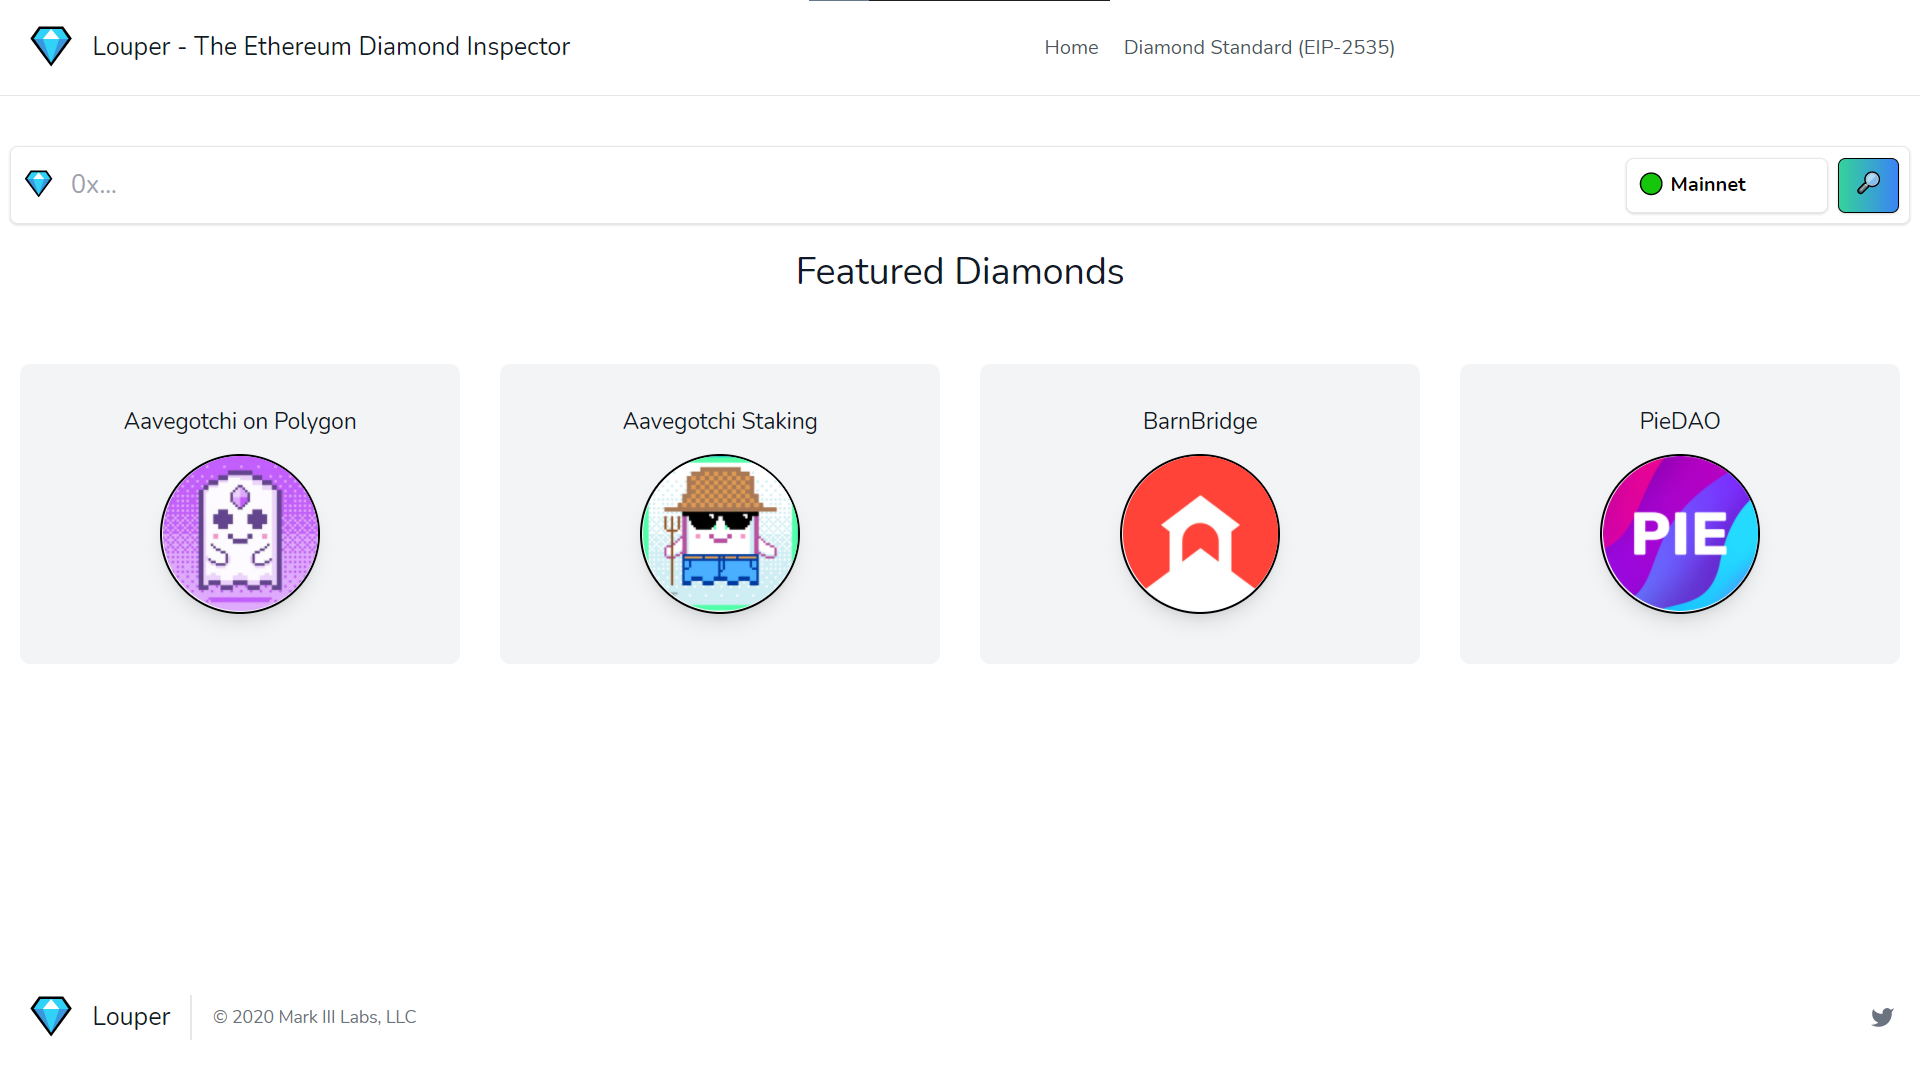 Louper - The Ethereum Diamond Inspector
Home
Diamond Standard (EIP-2535)
0x...
Mainnet
Featured Diamonds
Aavegotchi on Polygon
Aavegotchi Staking
BarnBridge
PieDAO
PIE
Louper
© 2020 Mark III Labs, LLC